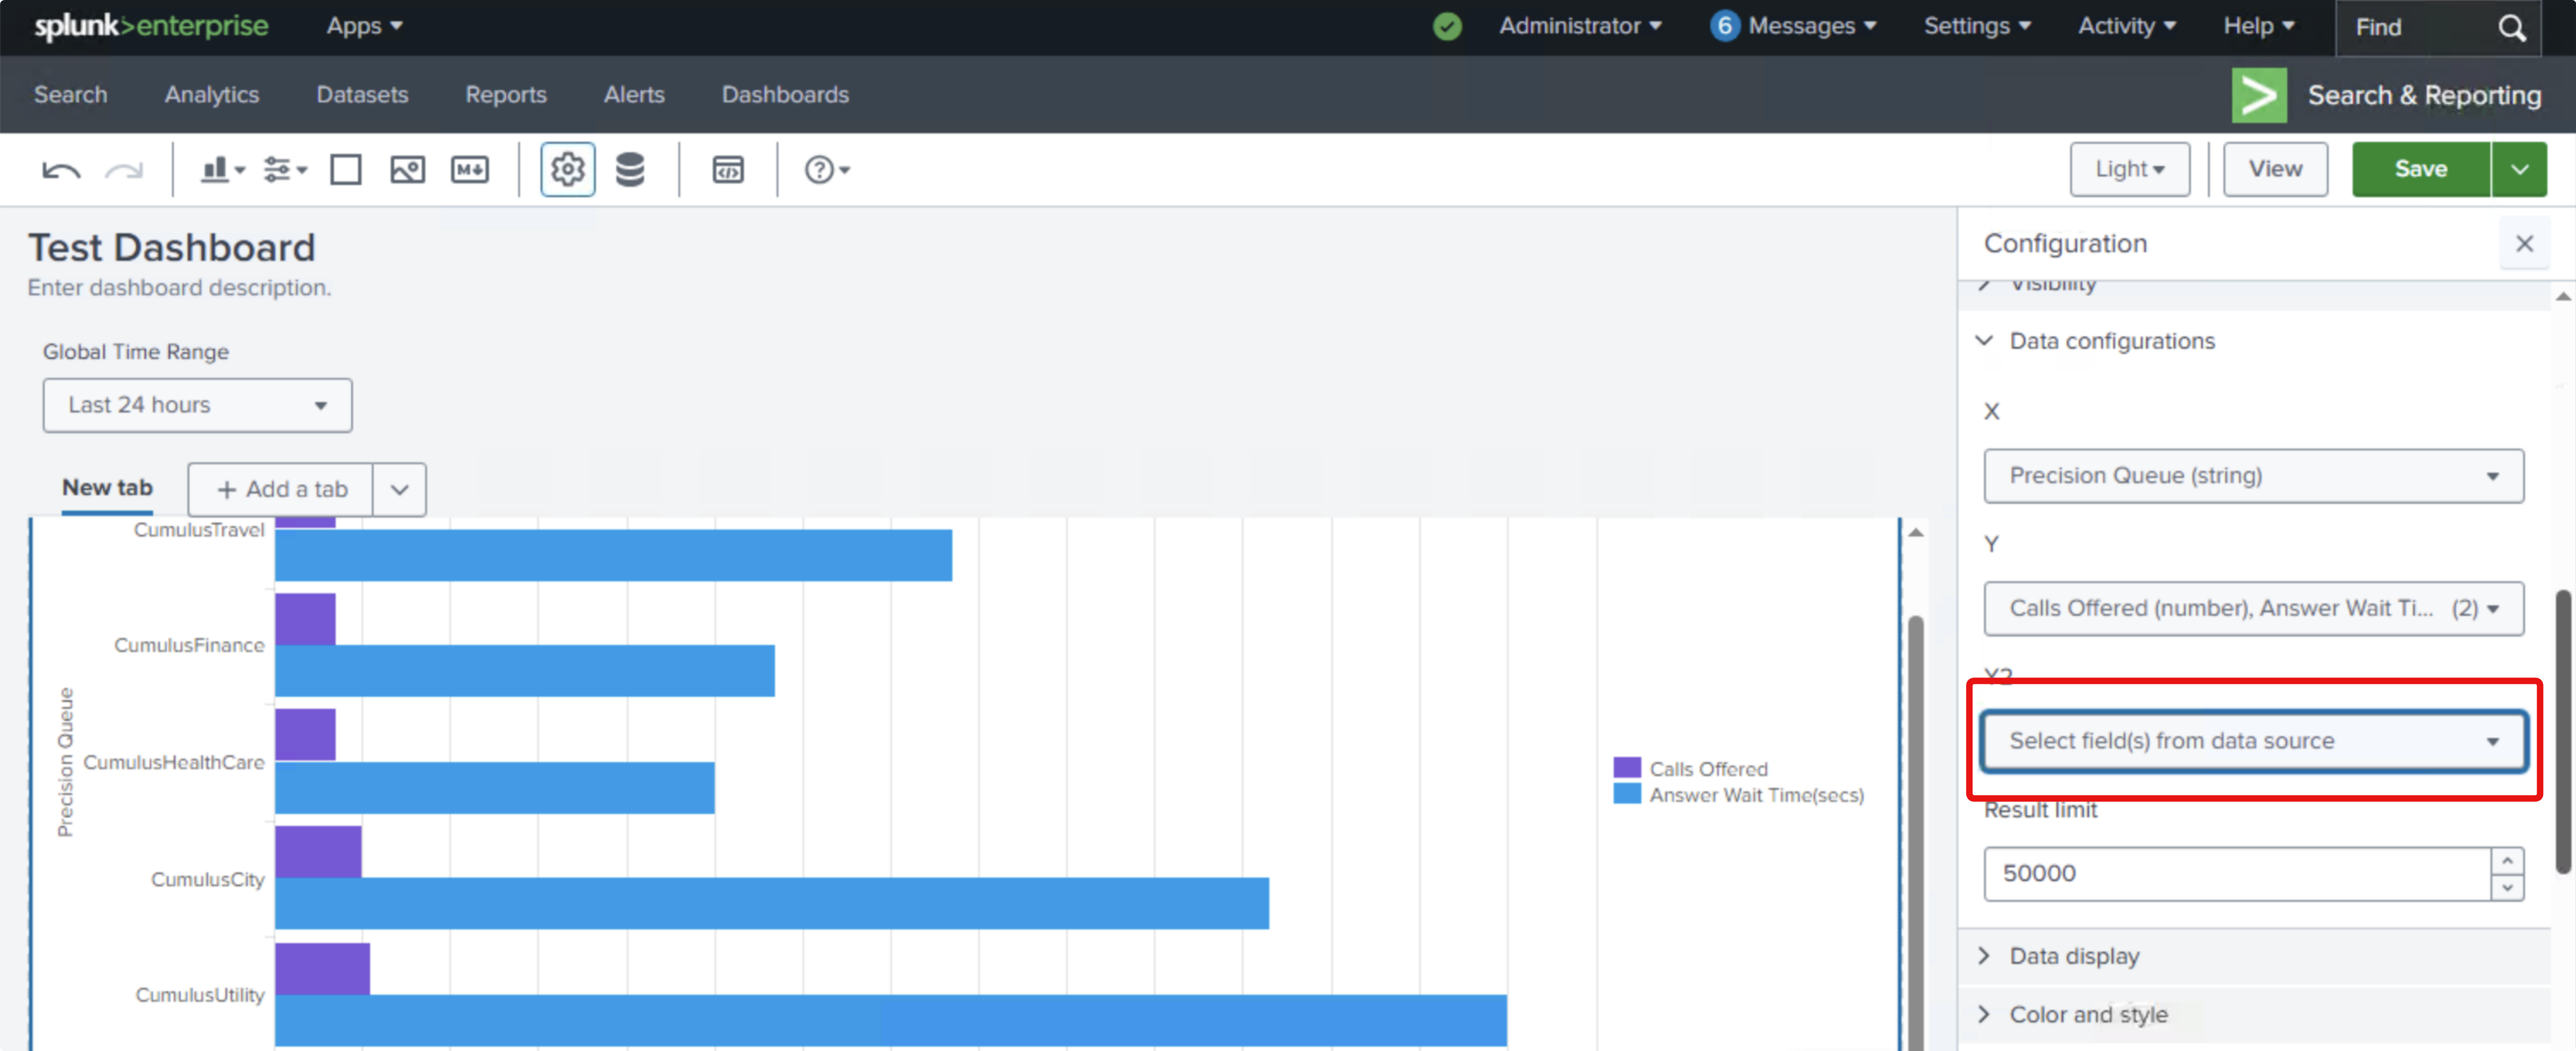 splunk>enterprise Apps Administrator 6 Messages Settings Activity Help Find
Search Analytics Datasets Reports Alerts Dashboards Search & Reporting
M Light View Save
Test Dashboard
Enter dashboard description.
Global Time Range
Last 24 hours
New tab + Add a tab
CumulusTravel
CumulusFinance
CumulusHealthCare
CumulusCity
CumulusUtility
Precision Queue
Calls Offered
Answer Wait Time(secs)
Configuration
Visibility
Data configurations
X
Precision Queue (string)
Y
Calls Offered (number), Answer Wait Ti... (2)
Y2
Select field(s) from data source
Result limit
50000
Data display
Color and style